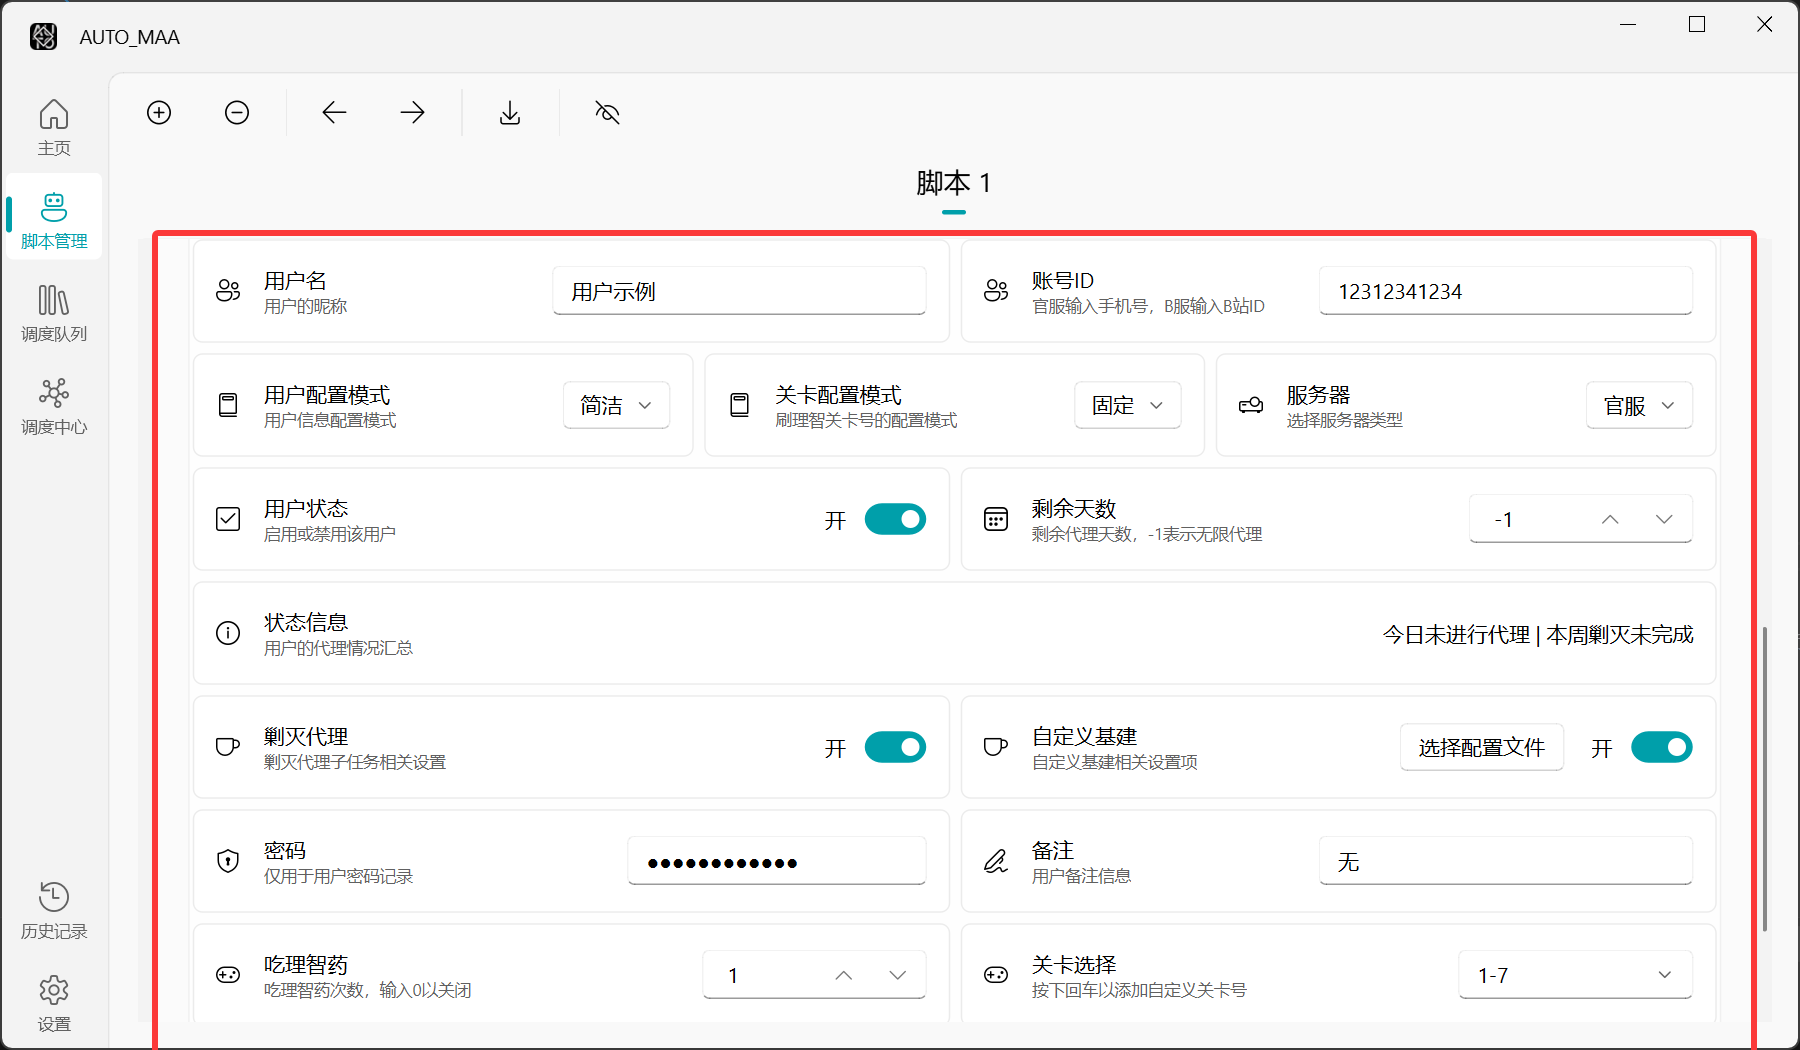 AUTO_MAA
主页
脚本管理
调度队列
调度中心
历史记录
设置
脚本 1
用户名
用户的昵称
用户示例
账号ID
官服输入手机号，B服输入B站ID
12312341234
用户配置模式
用户信息配置模式
简洁
关卡配置模式
刷理智关卡号的配置模式
固定
服务器
选择服务器类型
官服
用户状态
启用或禁用该用户
开
剩余天数
剩余代理天数，-1表示无限代理
-1
状态信息
用户的代理情况汇总
今日未进行代理 | 本周剿灭未完成
剿灭代理
剿灭代理子任务相关设置
开
自定义基建
自定义基建相关设置项
选择配置文件
开
密码
仅用于用户密码记录
●●●●●●●●●●●●
备注
用户备注信息
无
吃理智药
吃理智药次数，输入0以关闭
1
关卡选择
按下回车以添加自定义关卡号
1-7